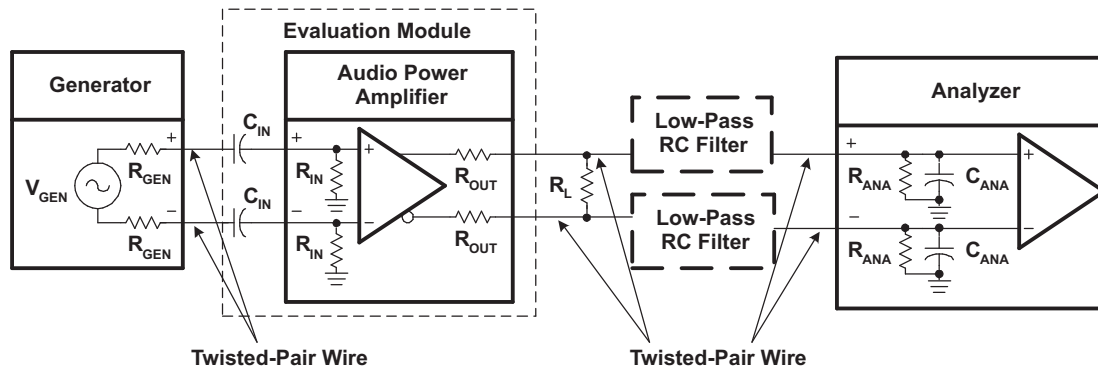 Evaluation Module
Generator
Audio Power
Amplifier
Analyzer
Low-Pass
RC Filter
Low-Pass
RC Filter
C_IN
C_IN
+
−
R_GEN
R_GEN
V_GEN
+
−
R_IN
R_IN
+
−
R_OUT
R_OUT
R_L
+
−
R_ANA
C_ANA
R_ANA
C_ANA
+
−
Twisted-Pair Wire
Twisted-Pair Wire